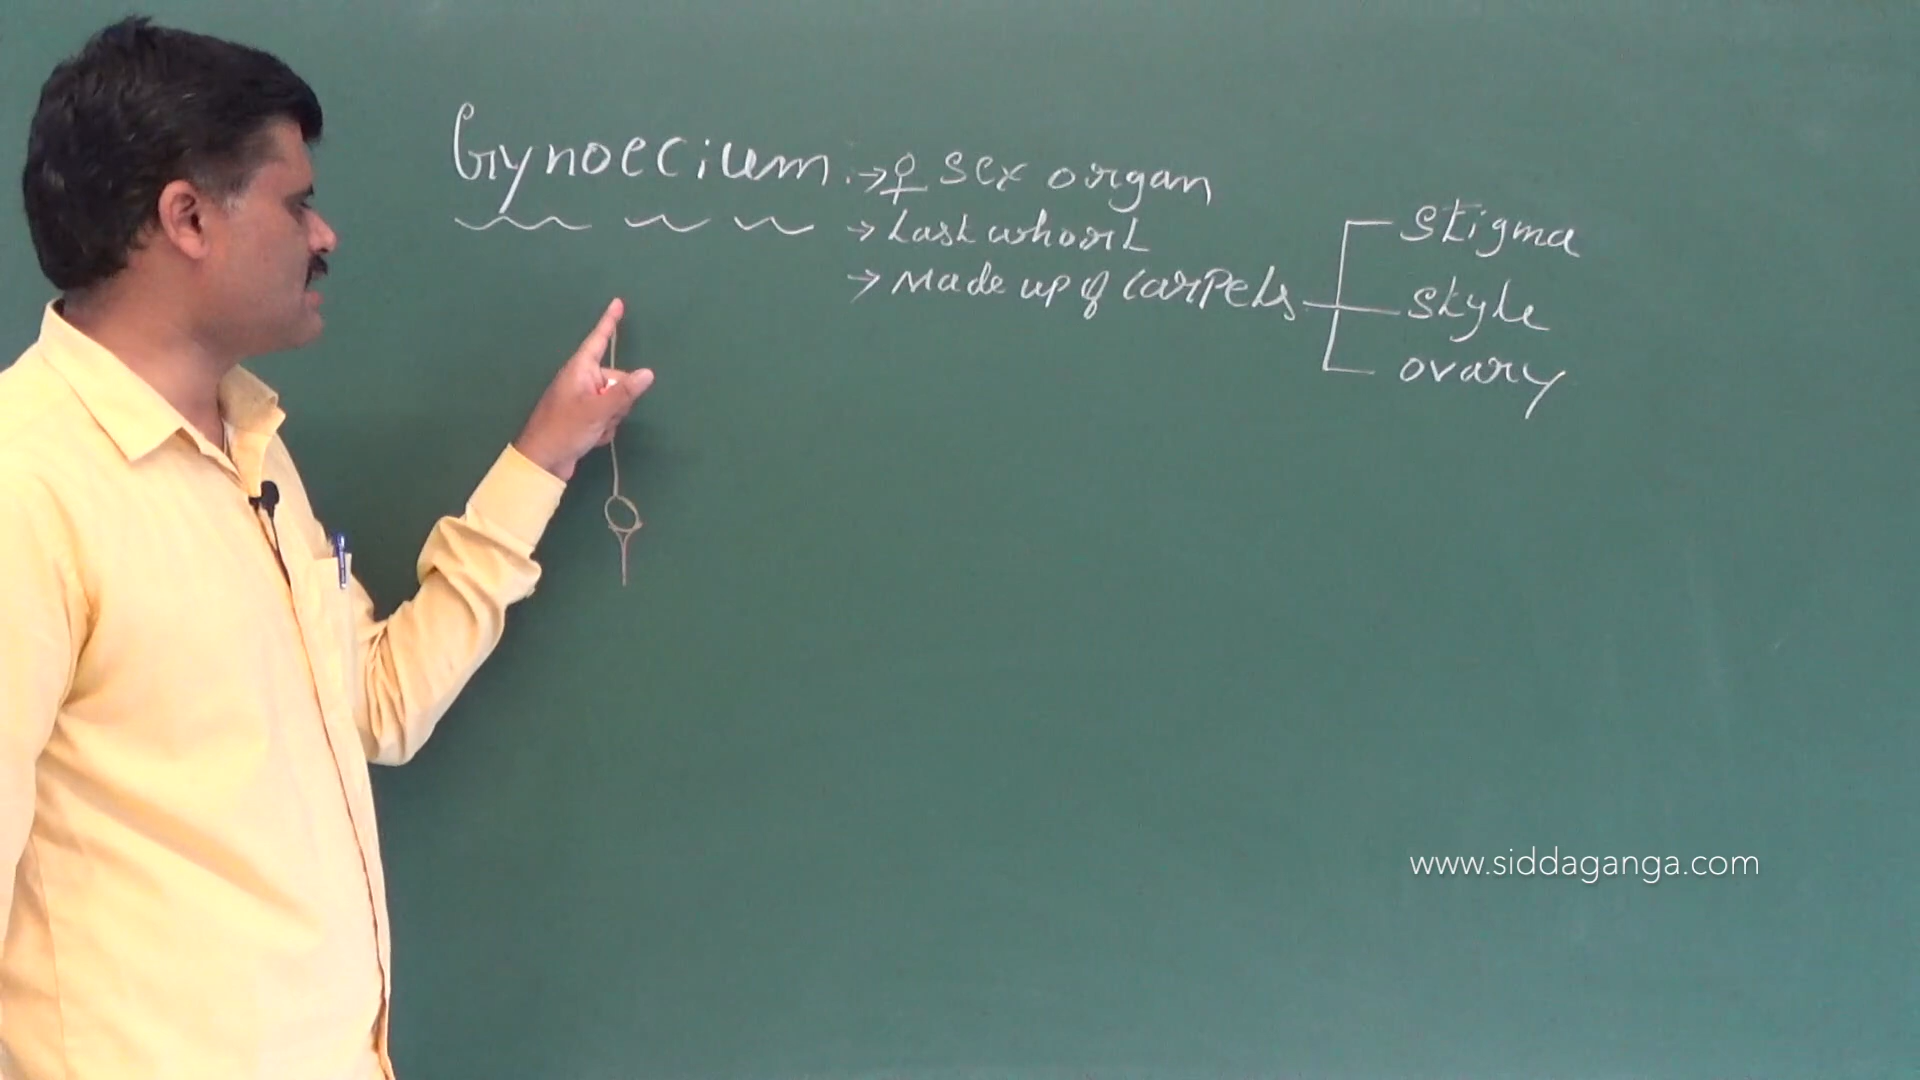 Gynoecium. → ♀ sex organ
→ Last whorl
→ Made up of carpels
Stigma
Style
ovary
www.siddaganga.com